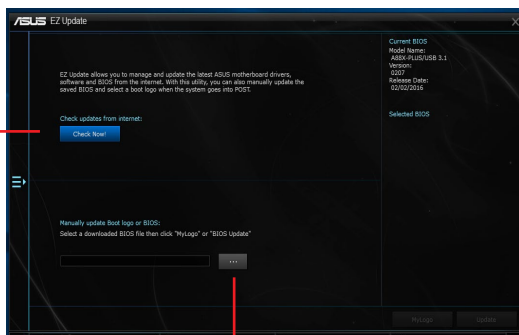 ASUS EZ Update
EZ Update allows you to manage and update the latest ASUS motherboard drivers,
software and BIOS from the internet. With this utility, you can also manually update the
saved BIOS and select a boot logo when the system goes into POST.
Check updates from internet:
Check Now!
Manually update Boot logo or BIOS:
Select a downloaded BIOS file then click "MyLogo" or "BIOS Update"
...
Current BIOS
Model Name:
A88X-PLUS/USB 3.1
Version:
0207
Release Date:
02/02/2016
Selected BIOS
MyLogo
Update